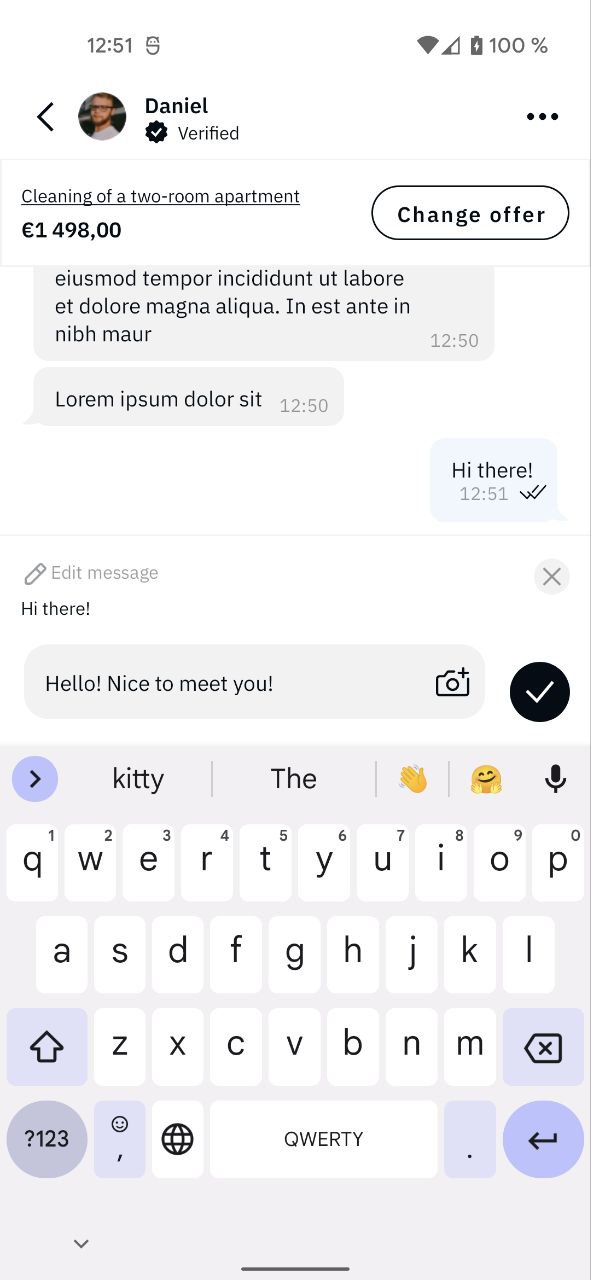 12:51 100 %
Daniel
Verified
Cleaning of a two-room apartment
€1 498,00
Change offer
eiusmod tempor incididunt ut labore
et dolore magna aliqua. In est ante in
nibh maur
12:50
Lorem ipsum dolor sit 12:50
Hi there!
12:51
Edit message
Hi there!
Hello! Nice to meet you!
kitty The
1 2 3 4 5 6 7 8 9 0
q w e r t y u i o p
a s d f g h j k l
z x c v b n m
?123 , QWERTY .